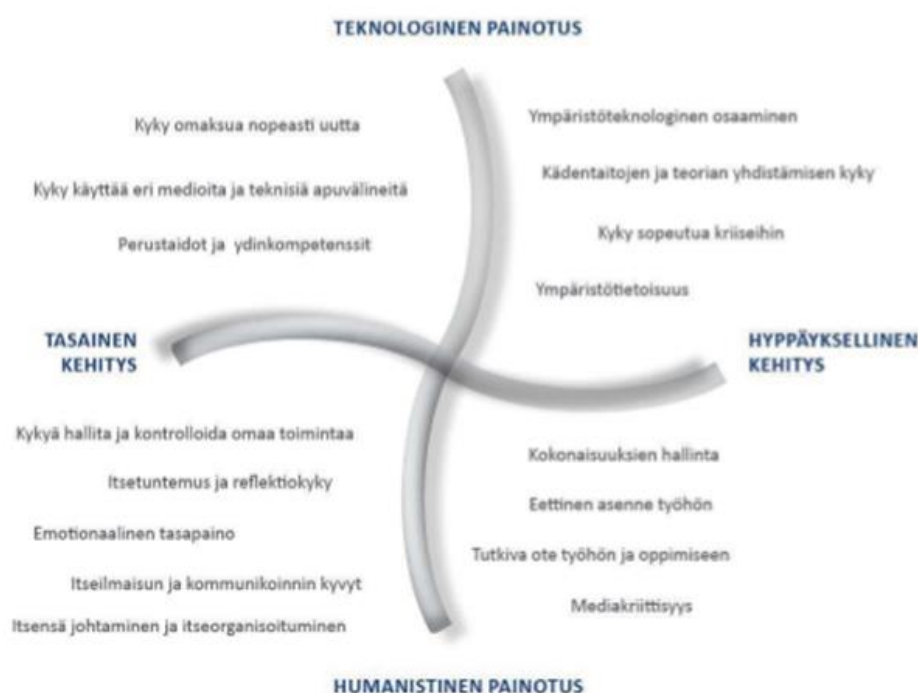 TEKNOLOGINEN PAINOTUS
Kyky omaksua nopeasti uutta
Kyky käyttää eri medioita ja teknisiä apuvälineitä
Perustaidot ja ydinkompetenssit
Ympäristöteknologinen osaaminen
Kädentaitojen ja teorian yhdistämisen kyky
Kyky sopeutua kriiseihin
Ympäristötietoisuus
TASAINEN
KEHITYS
HYPPÄYKSELLINEN
KEHITYS
Kykyä hallita ja kontrolloida omaa toimintaa
Itsetuntemus ja reflektiokyky
Emotionaalinen tasapaino
Itseilmaisun ja kommunikoinnin kyvyt
Itsensä johtaminen ja itseorganisoituminen
Kokonaisuuksien hallinta
Eettinen asenne työhön
Tutkiva ote työhön ja oppimiseen
Mediakriittisyys
HUMANISTINEN PAINOTUS